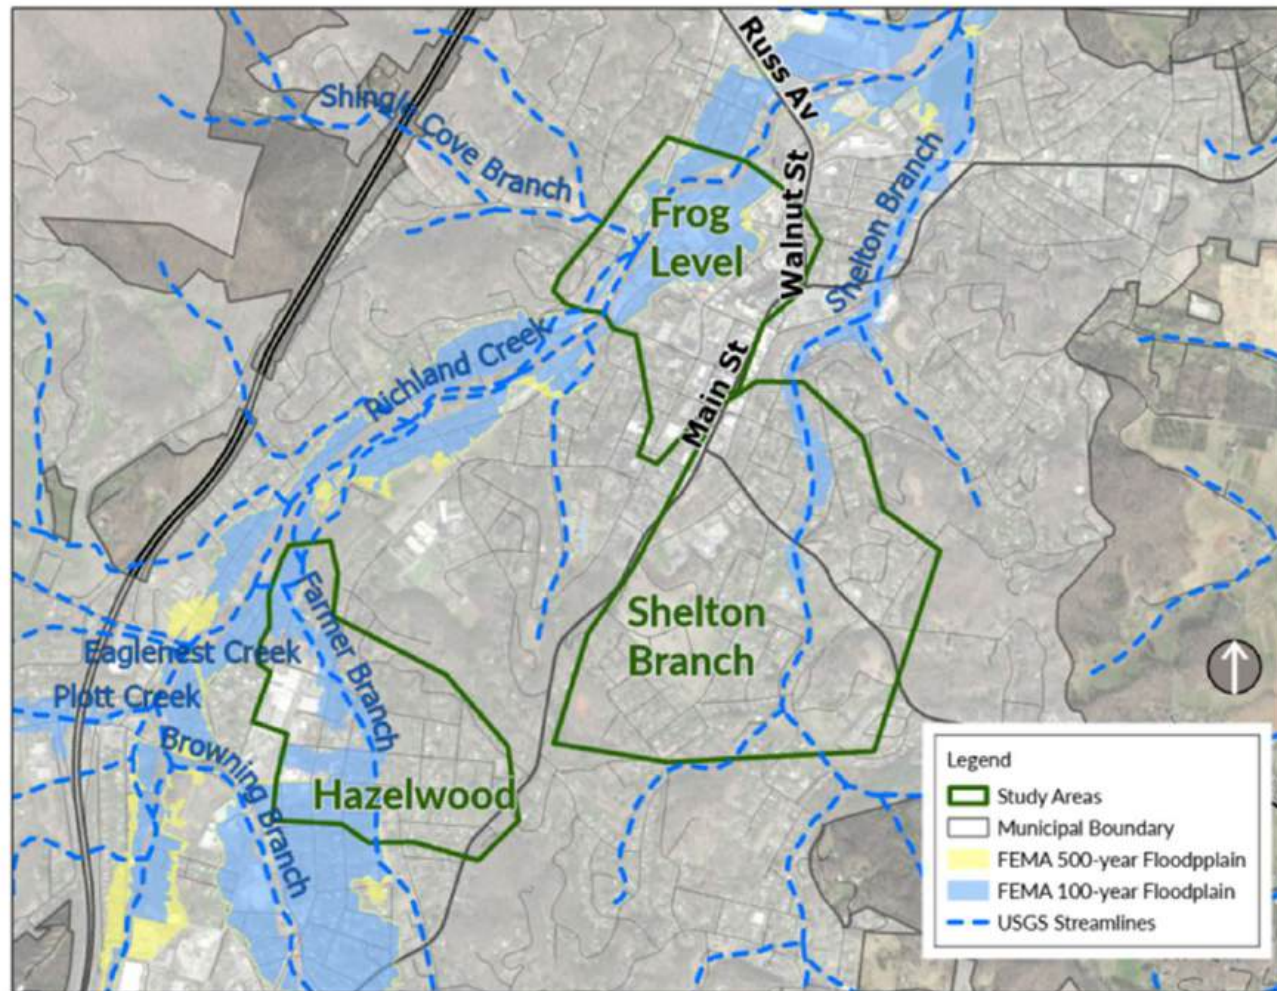 Russ Av
Shingle Cove Branch
Walnut St
Shelton Branch
Frog
Level
Richland Creek
Main St
Farmer Branch
Shelton
Branch
Eaglenest Creek
Plott Creek
Browning Branch
Hazelwood
Legend
Study Areas
Municipal Boundary
FEMA 500-year Floodpplain
FEMA 100-year Floodplain
USGS Streamlines